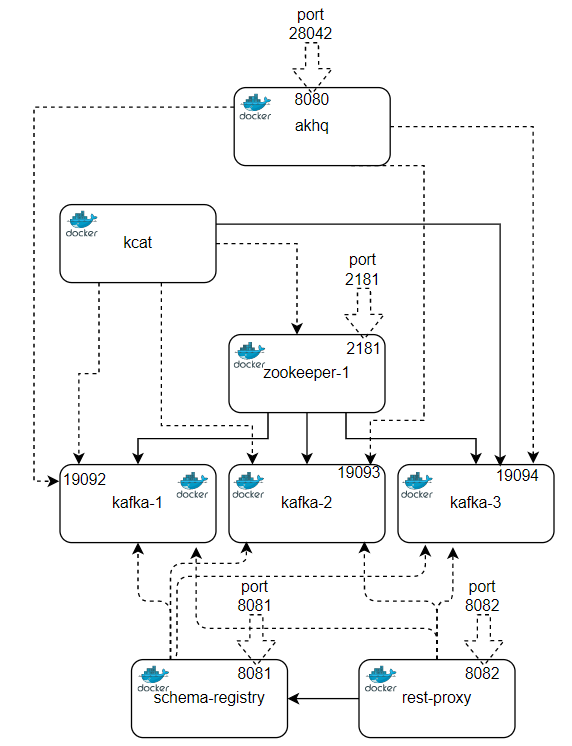 port
28042
8080
docker
akhq
docker
kcat
port
2181
2181
docker
zookeeper-1
19092
docker
kafka-1
19093
docker
kafka-2
19094
docker
kafka-3
port
8081
port
8082
8081
docker
schema-registry
8082
docker
rest-proxy